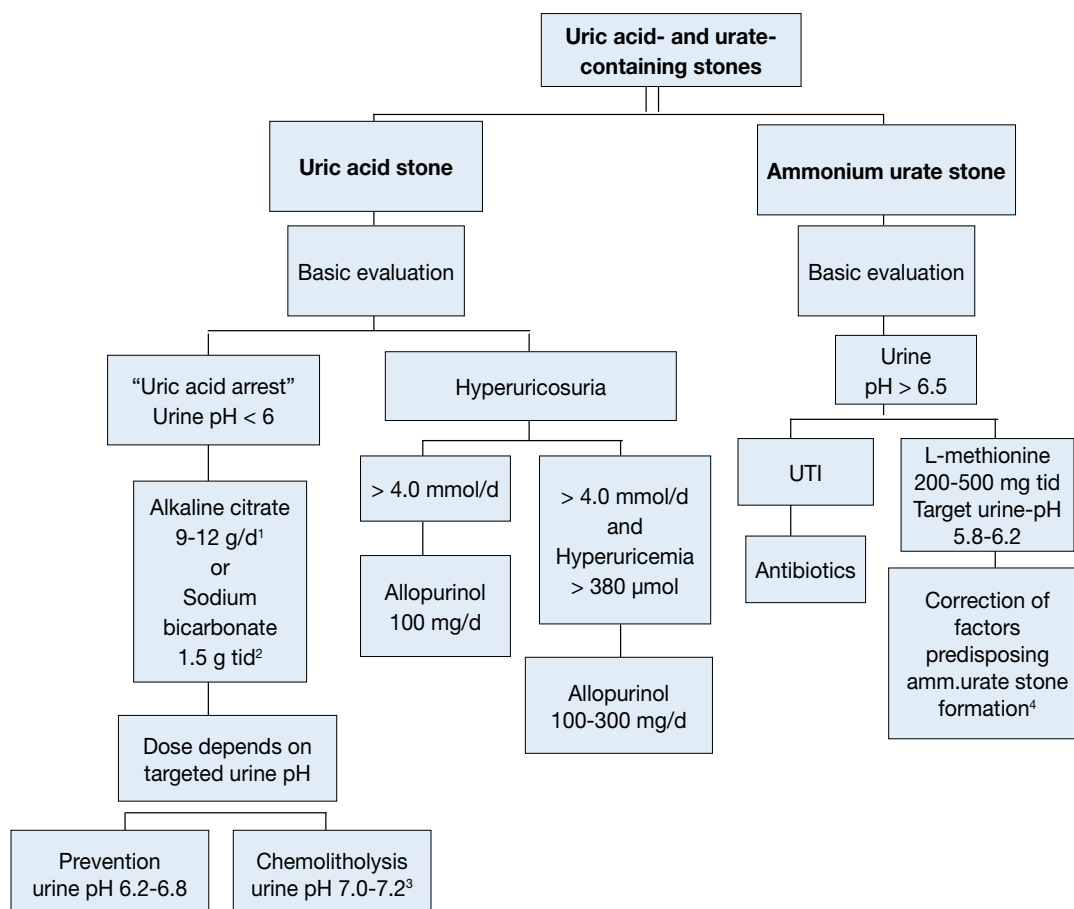 Uric acid- and urate-
containing stones
Uric acid stone
Ammonium urate stone
Basic evaluation
Basic evaluation
“Uric acid arrest”
Urine pH < 6
Hyperuricosuria
Urine
pH > 6.5
Alkaline citrate
9-12 g/d¹
or
Sodium
bicarbonate
1.5 g tid²
> 4.0 mmol/d
> 4.0 mmol/d
and
Hyperuricemia
> 380 µmol
UTI
L-methionine
200-500 mg tid
Target urine-pH
5.8-6.2
Allopurinol
100 mg/d
Antibiotics
Allopurinol
100-300 mg/d
Correction of
factors
predisposing
amm.urate stone
formation⁴
Dose depends on
targeted urine pH
Prevention
urine pH 6.2-6.8
Chemolitholysis
urine pH 7.0-7.2³